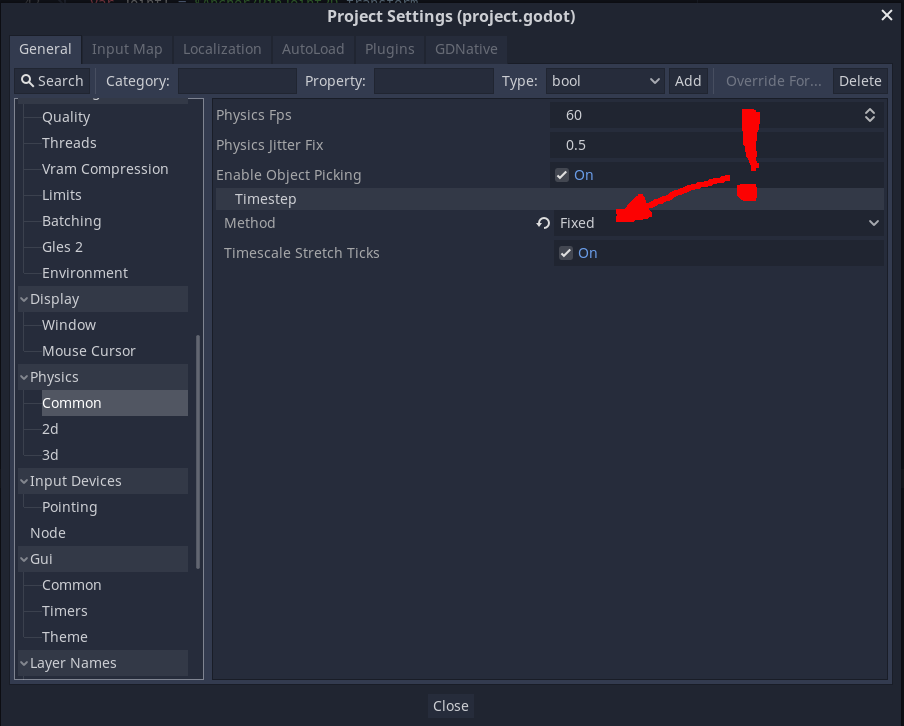 Project Settings (project.godot)
General Input Map Localization AutoLoad Plugins GDNative
Search Category: Property: Type: bool Add Override For... Delete
Quality
Threads
Vram Compression
Limits
Batching
Gles 2
Environment
Display
Window
Mouse Cursor
Physics
Common
2d
3d
Input Devices
Pointing
Node
Gui
Common
Timers
Theme
Layer Names
Physics Fps 60
Physics Jitter Fix 0.5
Enable Object Picking On
Timestep
Method Fixed
Timescale Stretch Ticks On
!
Close